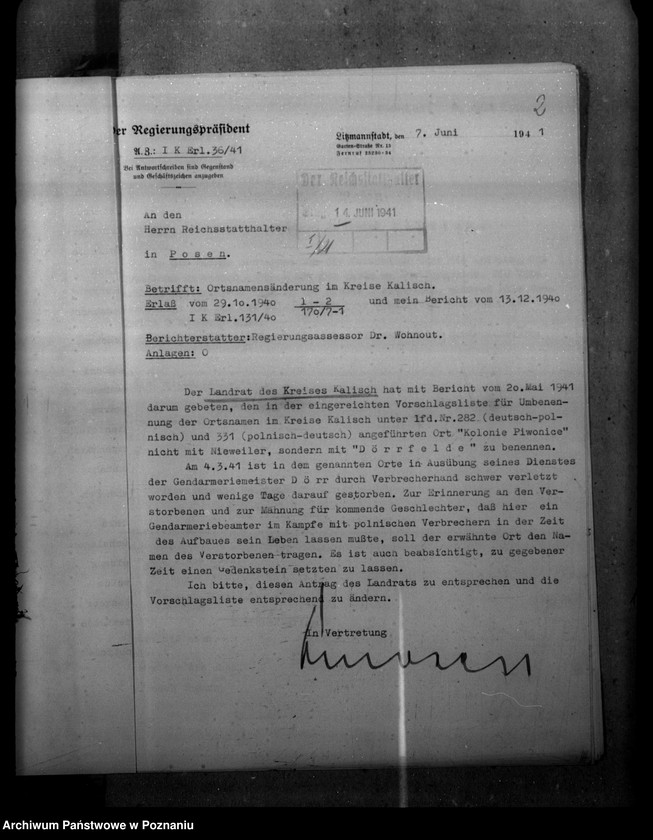 2
Der Regierungspräsident
A.Z.: I K Erl.36/41
Bei Antwortschreiben sind Gegenstand
und Geschäftszeichen anzugeben
Litzmannstadt, den 7. Juni 1941
Garten-Straße Nr. 15
Fernruf
Der Reichsstatthalter
14. JUNI 1941
An den
Herrn Reichsstatthalter
in Posen.
Betrifft: Ortsnamensänderung im Kreise Kalisch.
Erlaß vom 29.10.1940 1 - 2 und mein Bericht vom 13.12.1940
I K Erl.131/40 170/7-1
Berichterstatter:Regierungsassessor Dr. Wohnout.
Anlagen: 0
Der Landrat des Kreises Kalisch hat mit Bericht vom 20.Mai 1941
darum gebeten, den in der eingereichten Vorschlagsliste für Umbenen-
nung der Ortsnamen im Kreise Kalisch unter lfd.Nr.282 (deutsch-pol-
nisch) und 331 (polnisch-deutsch) angeführten Ort "Kolonie Piwonice"
nicht mit Nieweiler, sondern mit "D ö r r f e l d e" zu benennen.
Am 4.3.41 ist in dem genannten Orte in Ausübung seines Dienstes
der Gendarmeriemeister D ö r r durch Verbrecherhand schwer verletzt
worden und wenige Tage darauf gestorben. Zur Erinnerung an den Ver-
storbenen und zur Mahnung für kommende Geschlechter, daß hier ein
Gendarmeriebeamter im Kampfe mit polnischen Verbrechern in der Zeit
des Aufbaues sein Leben lassen mußte, soll der erwähnte Ort den Na-
men des Verstorbenen tragen. Es ist auch beabsichtigt, zu gegebener
Zeit einen Gedenkstein setzten zu lassen.
Ich bitte, diesen Antrag des Landrats zu entsprechen und die
Vorschlagsliste entsprechend zu ändern.
In Vertretung
Archiwum Państwowe w Poznaniu